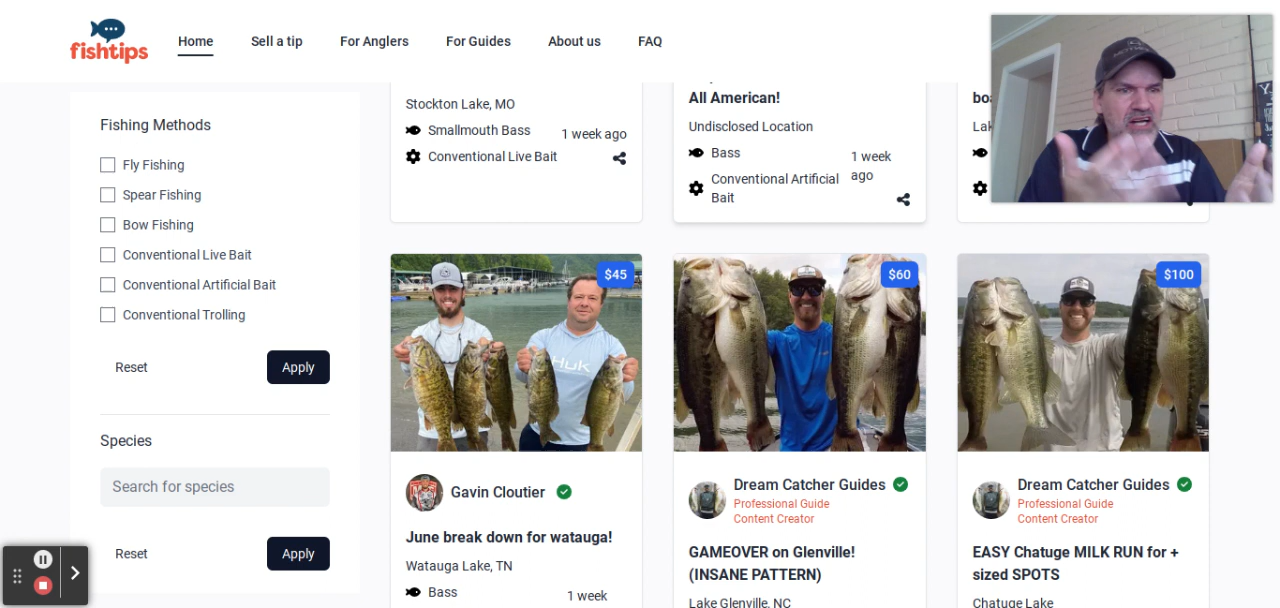 fishtips
Home
Sell a tip
For Anglers
For Guides
About us
FAQ
Fishing Methods
Fly Fishing
Spear Fishing
Bow Fishing
Conventional Live Bait
Conventional Artificial Bait
Conventional Trolling
Reset
Apply
Species
Search for species
Reset
Apply
Stockton Lake, MO
Smallmouth Bass
1 week ago
Conventional Live Bait
All American!
Undisclosed Location
Bass
1 week
ago
Conventional Artificial
Bait
$45
HUK
Gavin Cloutier
June break down for watauga!
Watauga Lake, TN
Bass
1 week
$60
Dream Catcher Guides
Professional Guide
Content Creator
GAMEOVER on Glenville!
(INSANE PATTERN)
Lake Glenville, NC
$100
Dream Catcher Guides
Professional Guide
Content Creator
EASY Chatuge MILK RUN for +
sized SPOTS
Chatuge Lake